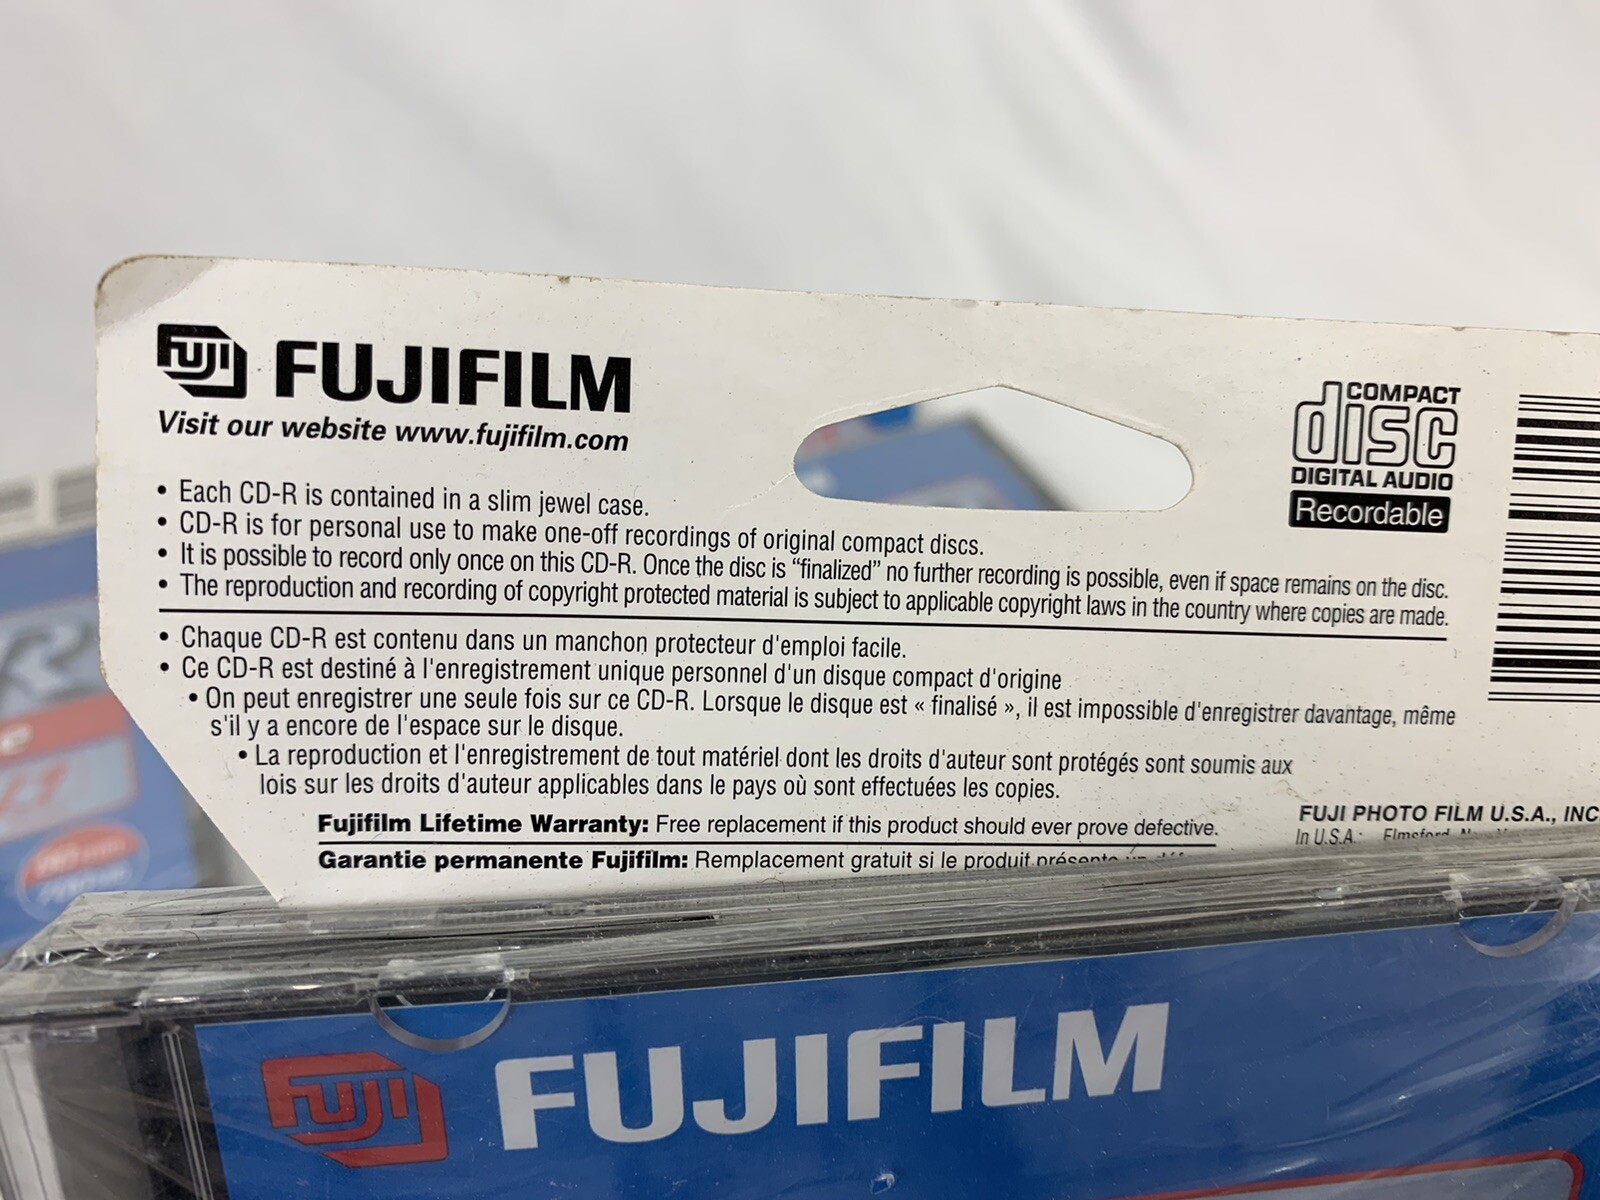 FUJI FUJIFILM
Visit our website www.fujifilm.com
• Each CD-R is contained in a slim jewel case.
• CD-R is for personal use to make one-off recordings of original compact discs.
• It is possible to record only once on this CD-R. Once the disc is “finalized” no further recording is possible, even if space remains on the disc.
• The reproduction and recording of copyright protected material is subject to applicable copyright laws in the country where copies are made.
• Chaque CD-R est contenu dans un manchon protecteur d'emploi facile.
• Ce CD-R est destiné à l'enregistrement unique personnel d'un disque compact d'origine
• On peut enregistrer une seule fois sur ce CD-R. Lorsque le disque est « finalisé », il est impossible d'enregistrer davantage, même
s'il y a encore de l'espace sur le disque.
• La reproduction et l'enregistrement de tout matériel dont les droits d'auteur sont protégés sont soumis aux
lois sur les droits d'auteur applicables dans le pays où sont effectuées les copies.
Fujifilm Lifetime Warranty: Free replacement if this product should ever prove defective.
Garantie permanente Fujifilm: Remplacement gratuit si le produit présente un
COMPACT
disc
DIGITAL AUDIO
Recordable
FUJI PHOTO FILM U.S.A., INC
In U.S.A.: Elmsford,
FUJI FUJIFILM